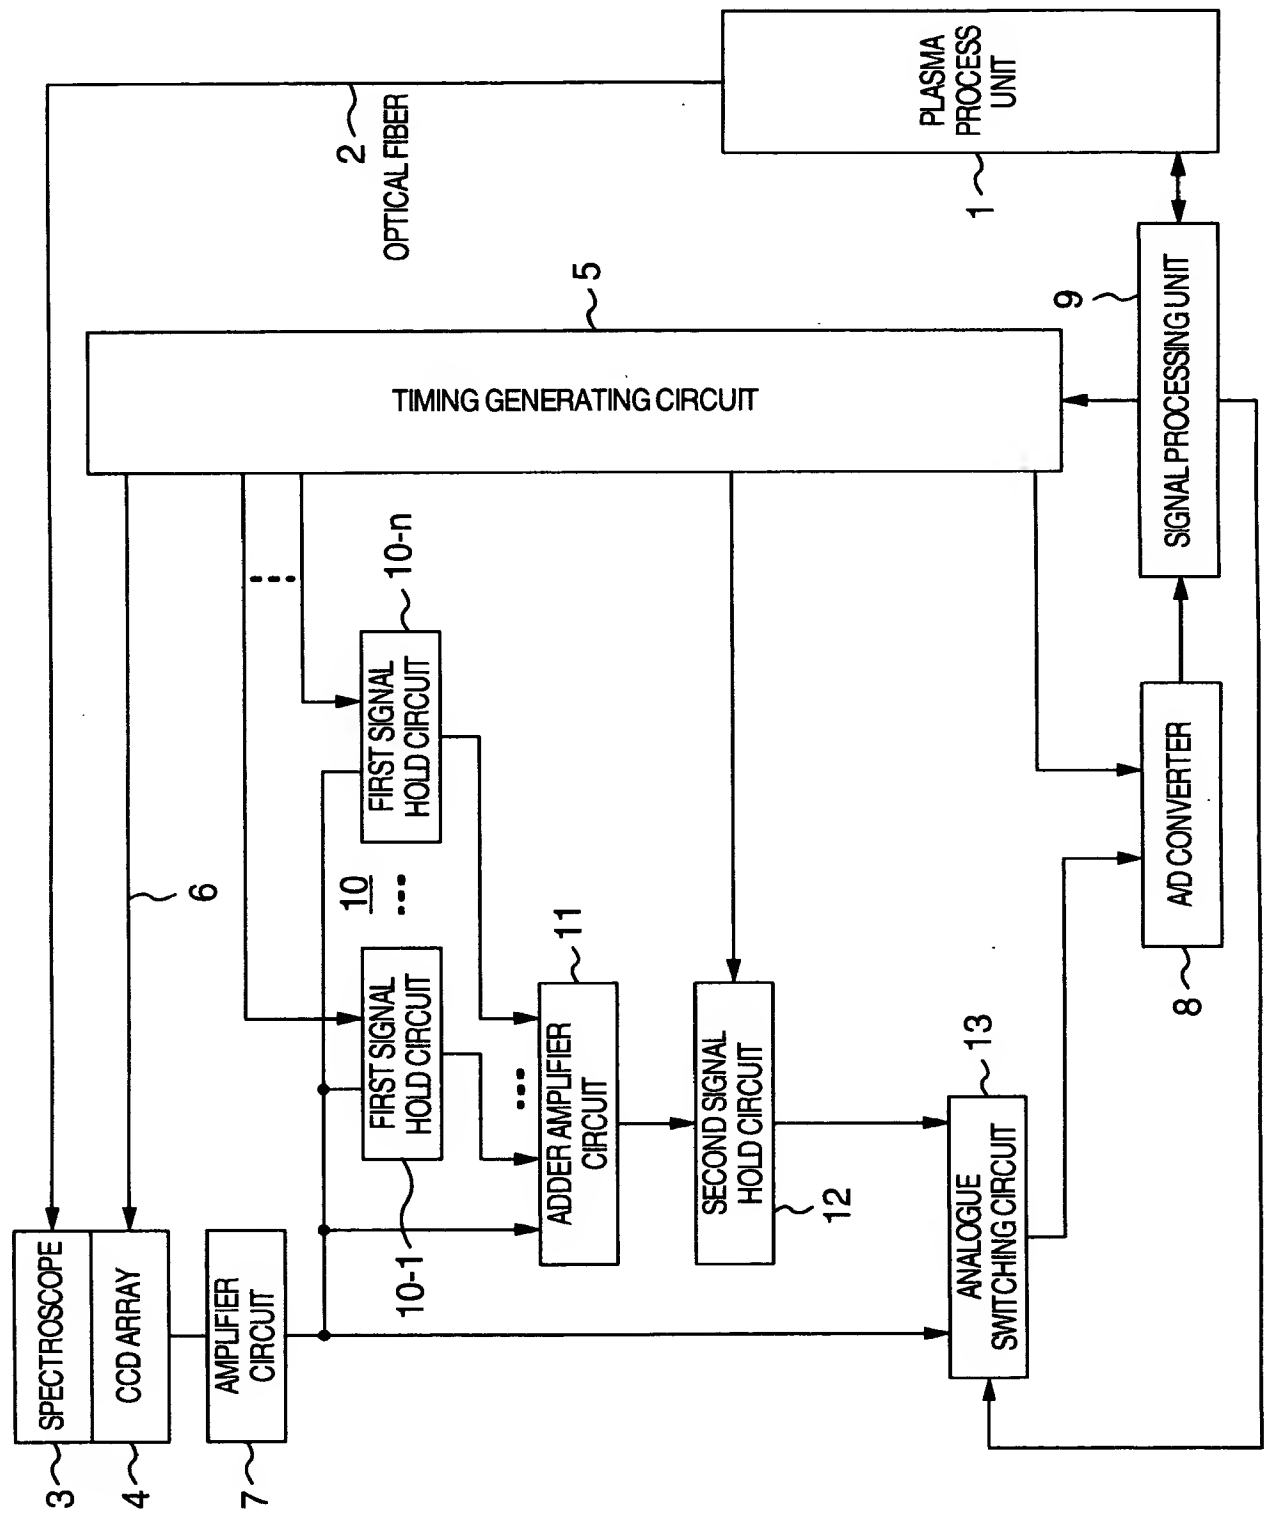 3
SPECTROSCOPE
4
CCD ARRAY
7
AMPLIFIER
CIRCUIT
6
2
OPTICAL FIBER
10-1
FIRST SIGNAL
HOLD CIRCUIT
10
FIRST SIGNAL
HOLD CIRCUIT
10-n
TIMING GENERATING CIRCUIT
5
ADDER AMPLIFIER
CIRCUIT
11
SECOND SIGNAL
HOLD CIRCUIT
12
ANALOGUE
SWITCHING CIRCUIT
13
A/D CONVERTER
8
SIGNAL PROCESSING UNIT
9
PLASMA
PROCESS
UNIT
1